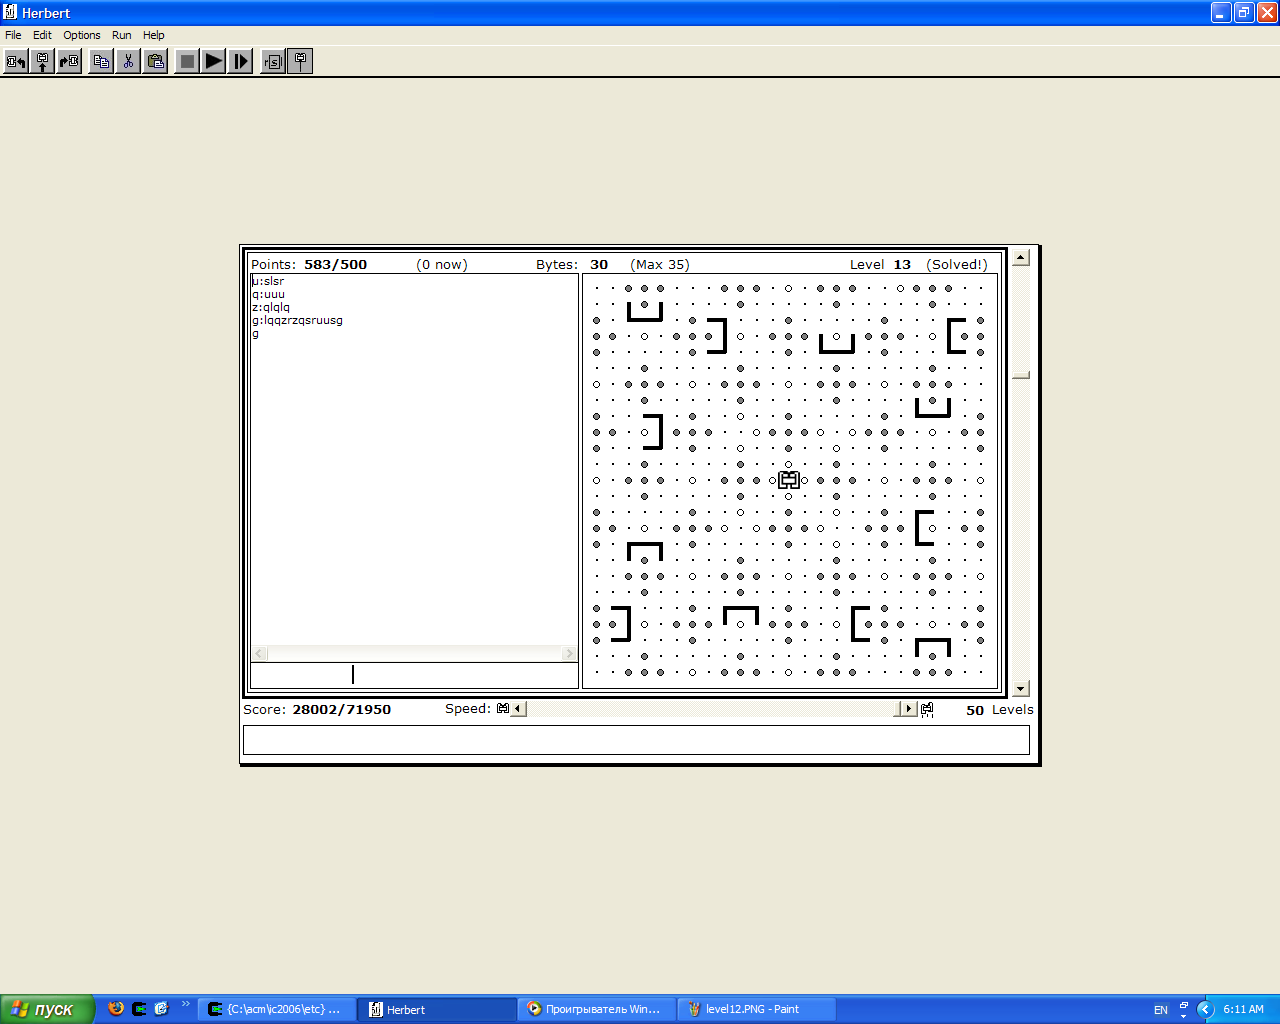 Herbert
File Edit Options Run Help
Points: 583/500 (0 now) Bytes: 30 (Max 35) Level 13 (Solved!)
u:slsr
q:uuu
z:qlqlq
g:lqqzrzqsruusg
g
Score: 28002/71950 Speed: 50 Levels
пуск {C:\acm\ic2006\etc} ... Herbert Проигрыватель Win... level12.PNG - Paint EN 6:11 AM